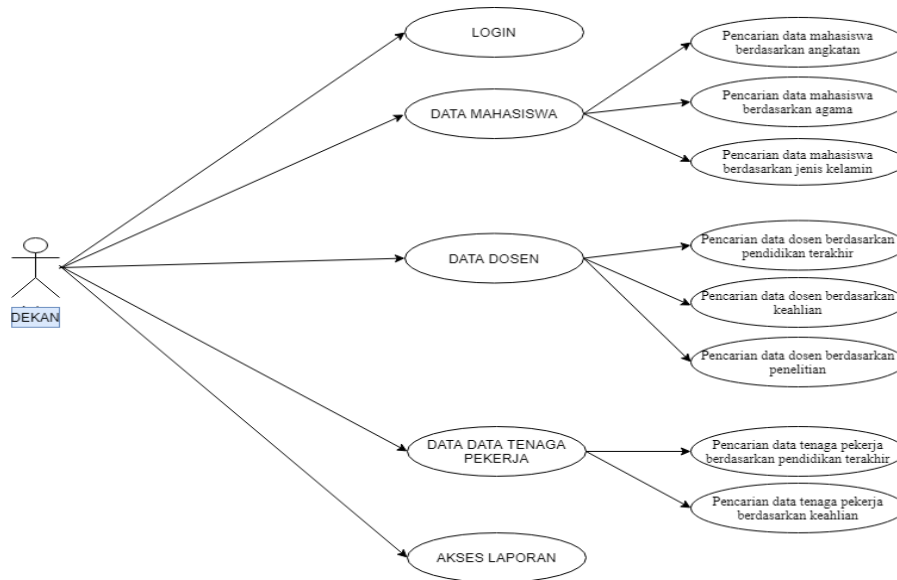 LOGIN
Pencarian data mahasiswa
berdasarkan angkatan
DATA MAHASISWA
Pencarian data mahasiswa
berdasarkan agama
Pencarian data mahasiswa
berdasarkan jenis kelamin
DEKAN
DATA DOSEN
Pencarian data dosen berdasarkan
pendidikan terakhir
Pencarian data dosen berdasarkan
keahlian
Pencarian data dosen berdasarkan
penelitian
DATA DATA TENAGA
PEKERJA
Pencarian data tenaga pekerja
berdasarkan pendidikan terakhir
Pencarian data tenaga pekerja
berdasarkan keahlian
AKSES LAPORAN